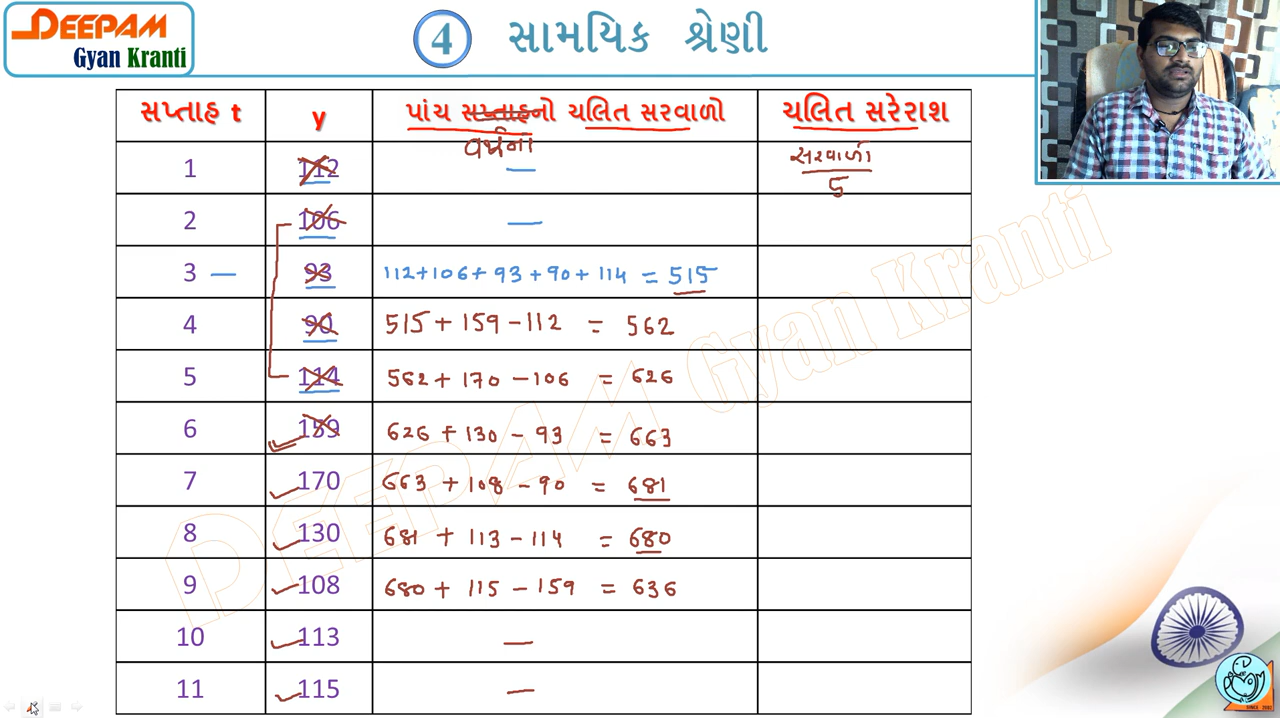 DEEPAM
Gyan Kranti
4 સામયિક શ્રેણી
સપ્તાહ t y પાંચ સપ્તાહનો ચલિત સરવાળો ચલિત સરેરાશ
વર્ષના
1 112 — સરવાળો
5
2 106 —
3 — 93 112+106+93+90+114 = 515
4 90 515 + 159 - 112 = 562
5 114 562 + 170 - 106 = 626
6 159 626 + 130 - 93 = 663
7 170 663 + 108 - 90 = 681
8 130 681 + 113 - 114 = 680
9 108 680 + 115 - 159 = 636
10 113 —
11 115 —
DEEPAM Gyan Kranti
SINCE 2002